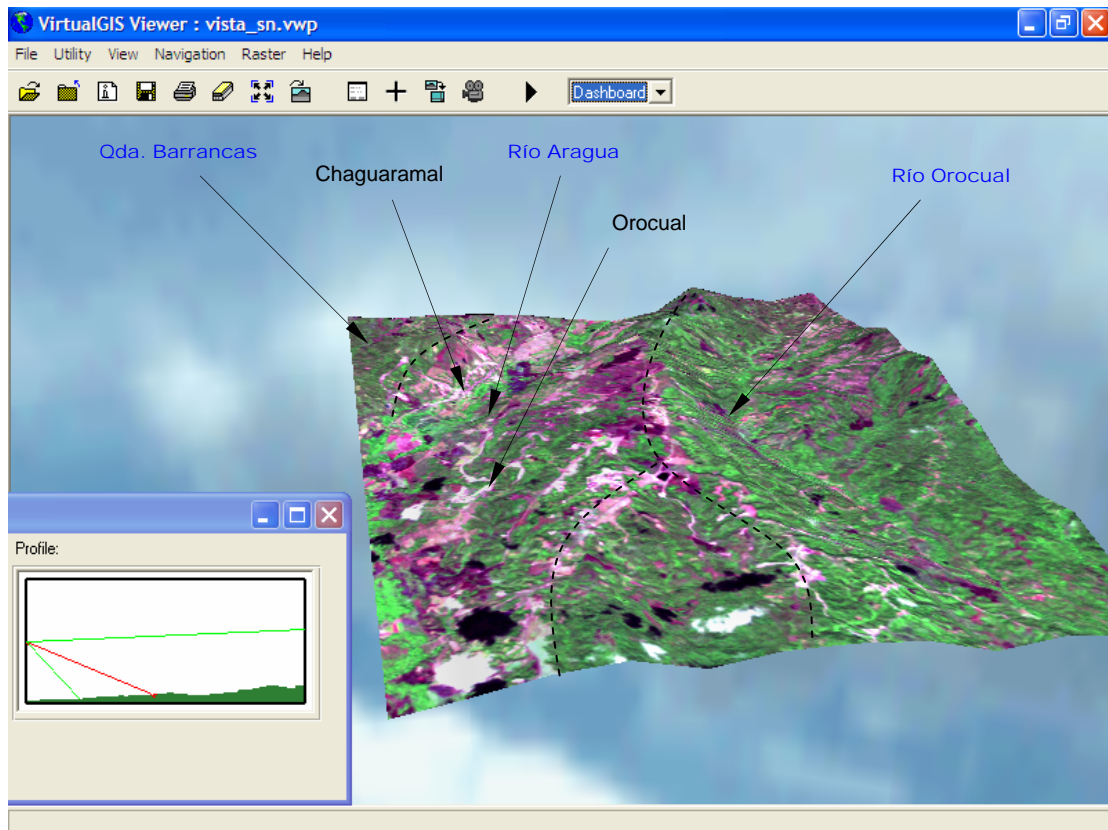 VirtualGIS Viewer : vista_sn.vwp
File Utility View Navigation Raster Help
Dashboard
Qda. Barrancas
Río Aragua
Chaguaramal
Río Orocual
Orocual
Profile: